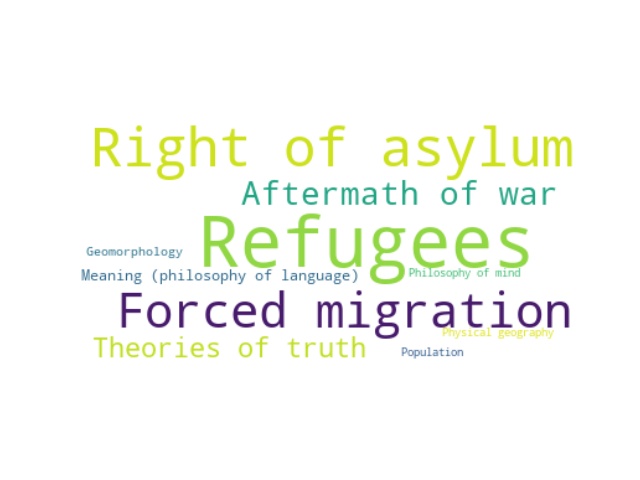 Right of asylum
Aftermath of war
Refugees
Geomorphology
Meaning (philosophy of language)
Philosophy of mind
Forced migration
Physical geography
Theories of truth
Population